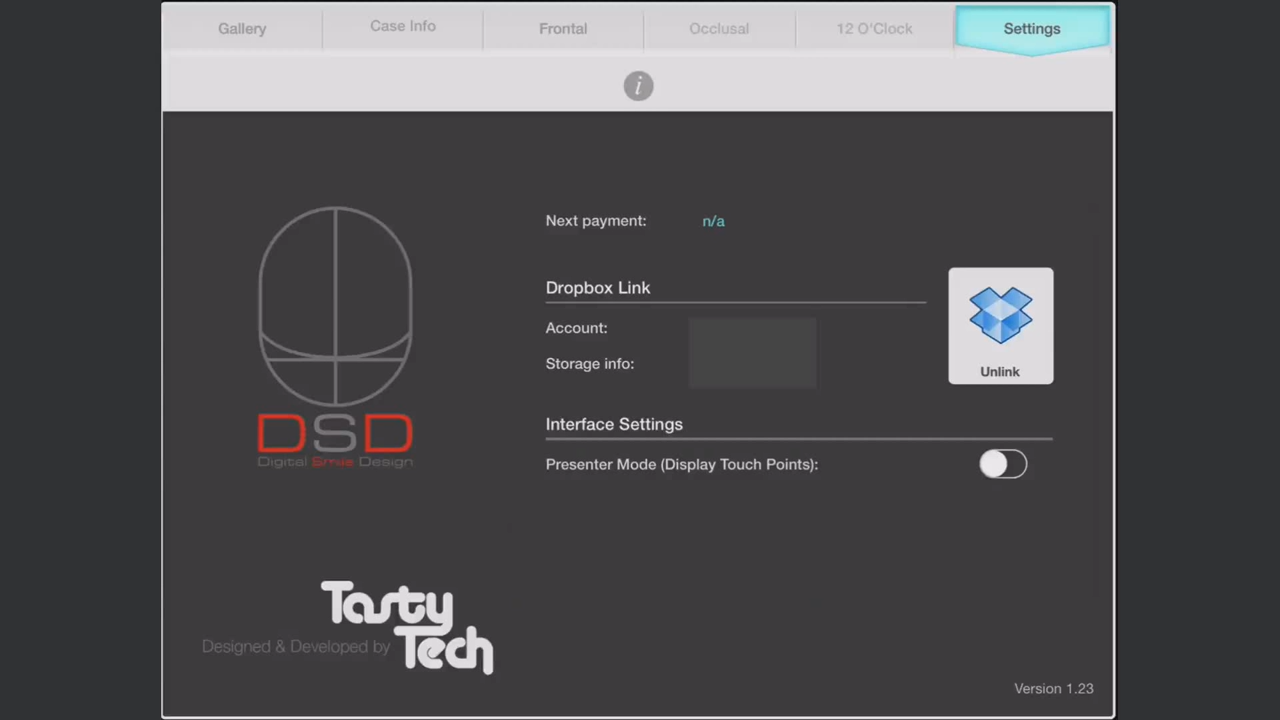 Gallery
Case Info
Frontal
Occlusal
12 O'Clock
Settings
i
Next payment: n/a
Dropbox Link
Account:
Storage info:
Unlink
Interface Settings
Presenter Mode (Display Touch Points):
DSD
Digital Smile Design
Tasty
Designed & Developed by Tech
Version 1.23